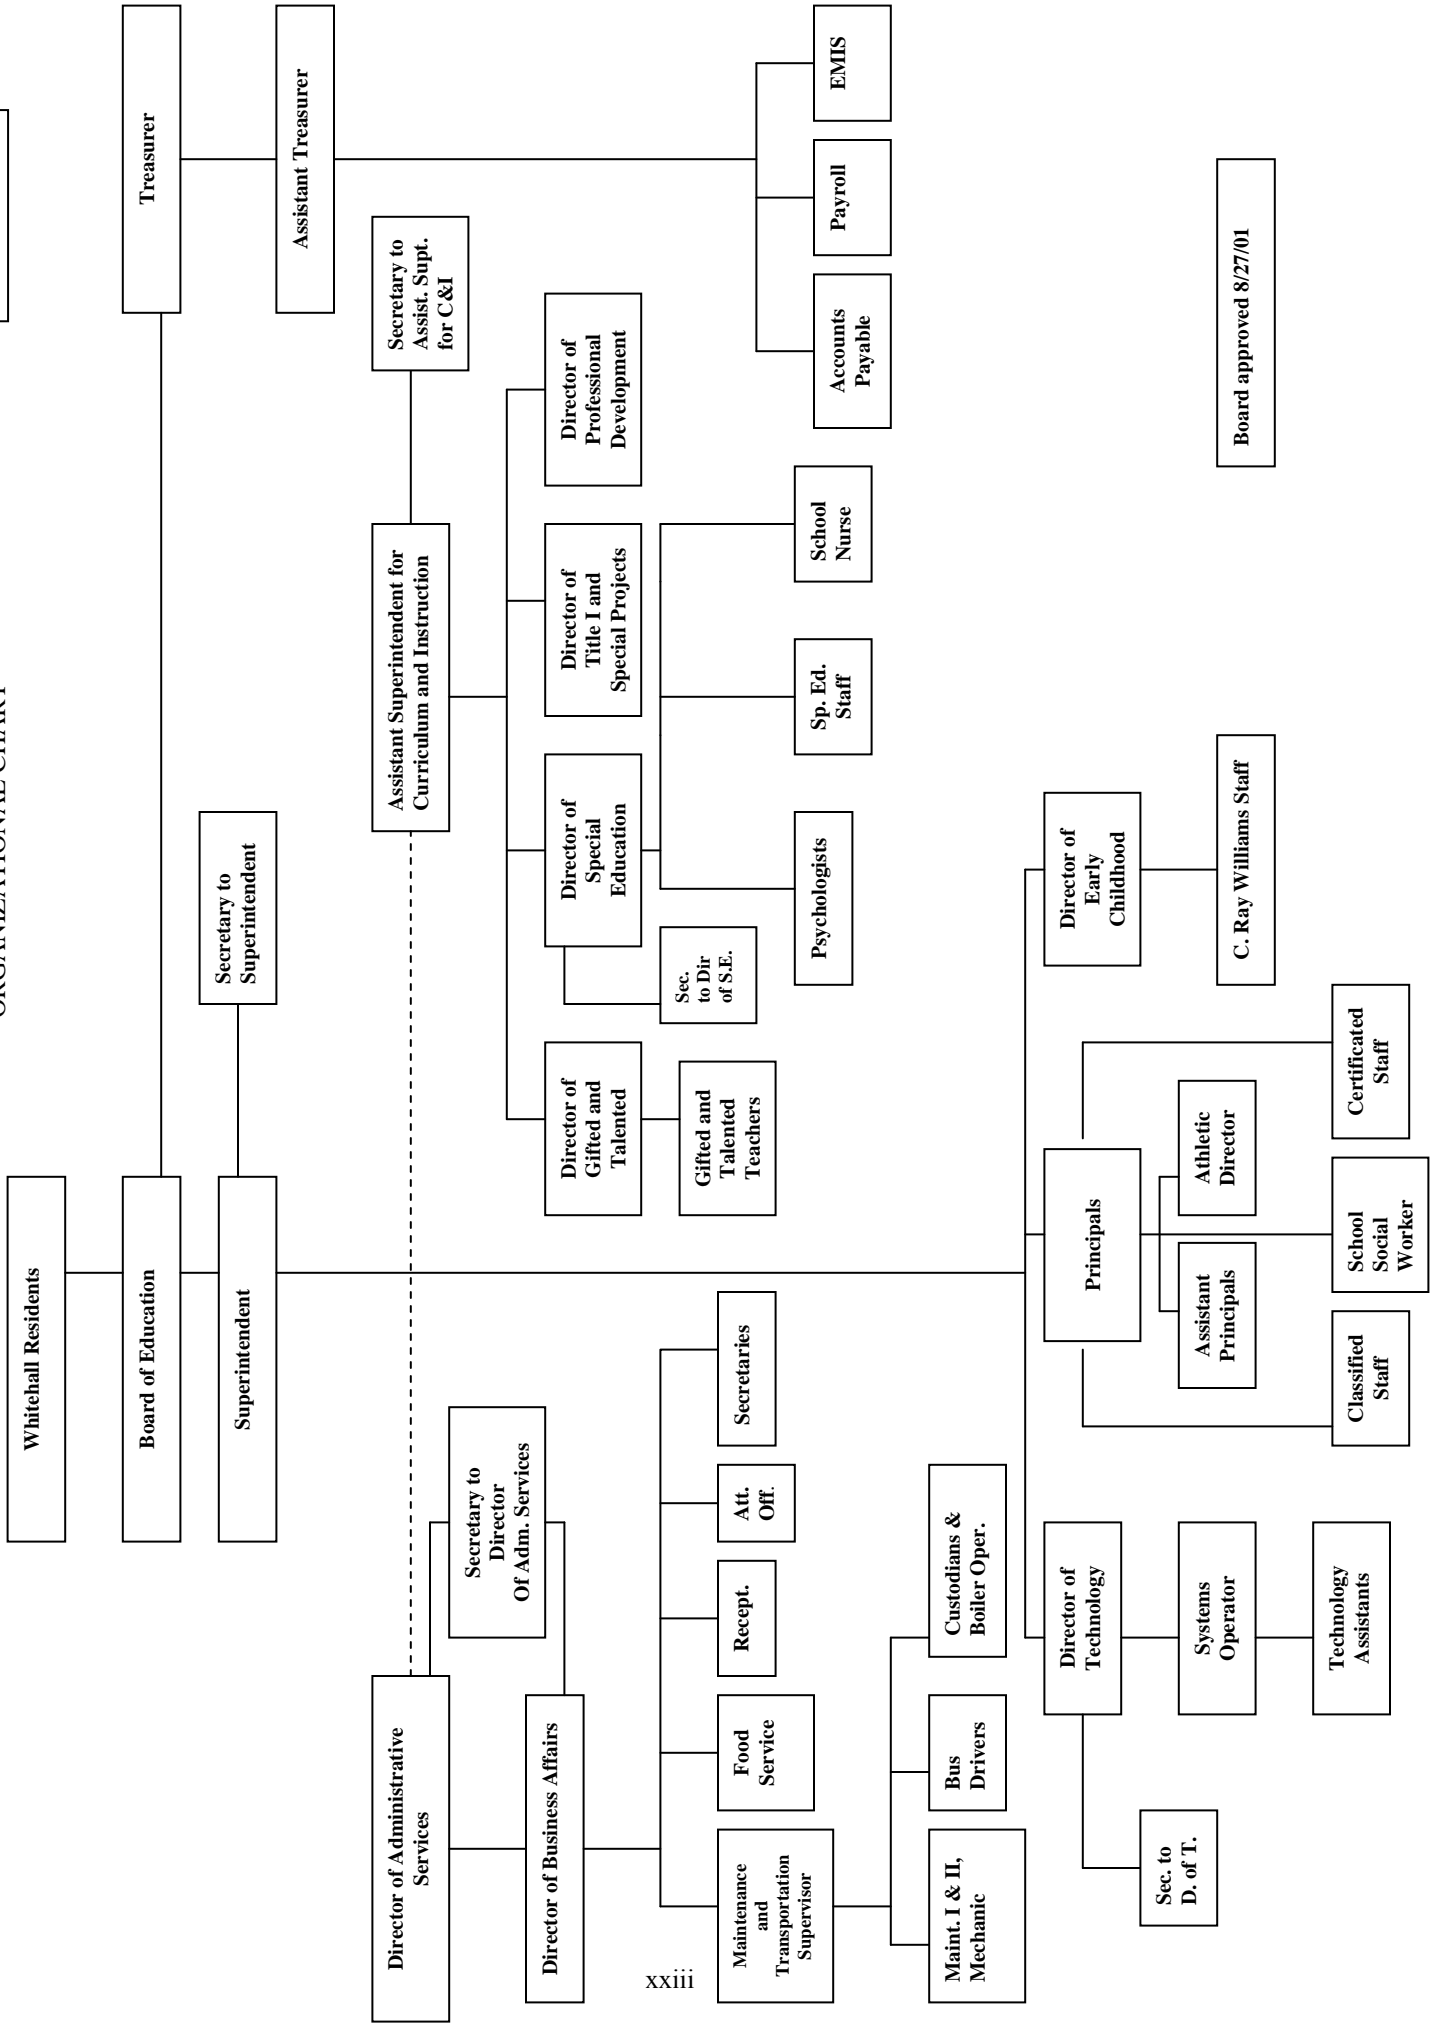 ORGANIZATIONAL CHART
Whitehall Residents
Board of Education
Treasurer
Superintendent
Secretary to
Superintendent
Assistant Treasurer
Director of Administrative
Services
Assistant Superintendent for
Curriculum and Instruction
Secretary to
Assist. Supt.
for C&I
Secretary to
Director
Of Adm. Services
Director of Business Affairs
Director of
Gifted and
Talented
Director of
Special
Education
Director of
Title I and
Special Projects
Director of
Professional
Development
Gifted and
Talented
Teachers
Sec.
to Dir
of S.E.
Maintenance
and
Transportation
Supervisor
Food
Service
Recept.
Att.
Off.
Secretaries
Psychologists
Sp. Ed.
Staff
School
Nurse
Accounts
Payable
Payroll
EMIS
Maint. I & II,
Mechanic
Bus
Drivers
Custodians &
Boiler Oper.
Director of
Technology
Principals
Director of
Early
Childhood
Sec. to
D. of T.
Systems
Operator
Assistant
Principals
Athletic
Director
C. Ray Williams Staff
Board approved 8/27/01
Technology
Assistants
Classified
Staff
School
Social
Worker
Certificated
Staff
xxiii